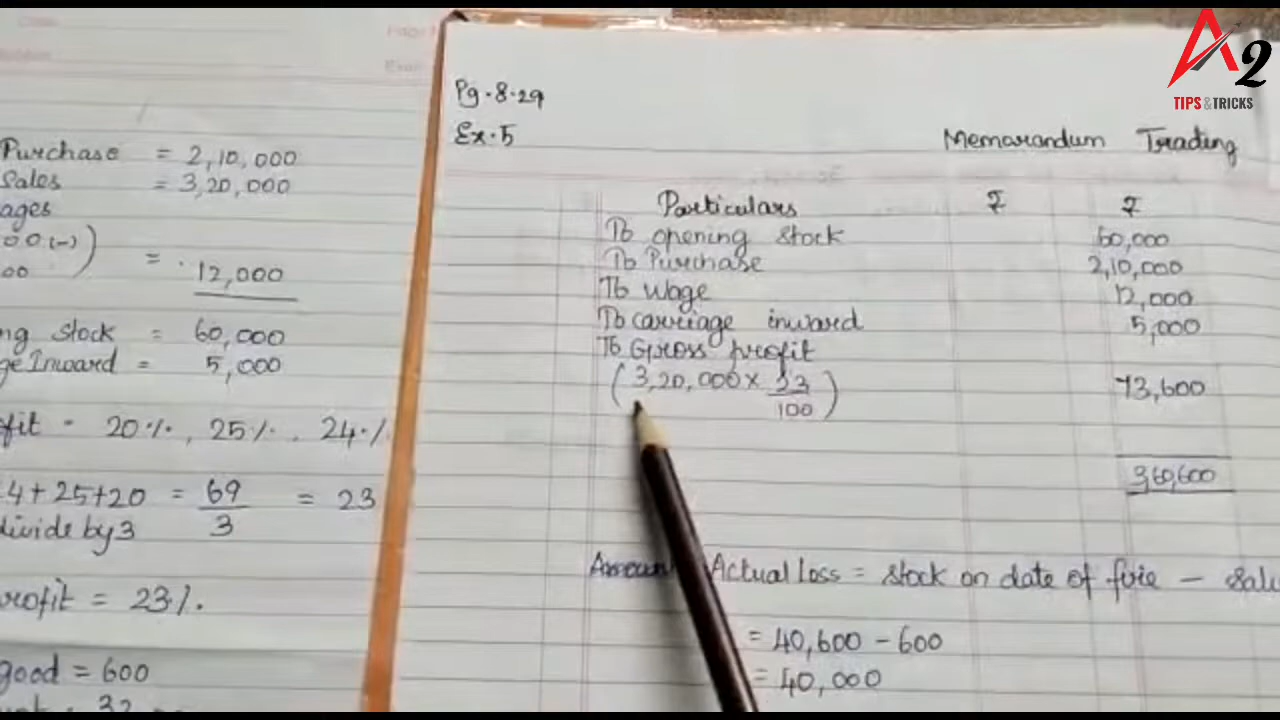 Purchase = 2,10,000
Sales = 3,20,000
ages
00 (-)
00
= 12,000
ng stock = 60,000
ge Inward = 5,000
fit - 20%, 25%, 24%
4+25+20 = 69/3 = 23
divide by 3
rofit = 23%.
good = 600
Pg.8.29
Ex.5
Memorandum Trading
Particulars ₹ ₹
To opening stock 60,000
To Purchase 2,10,000
To Wage 12,000
To carriage inward 5,000
To Gross profit
(3,20,000 × 23/100) 73,600
3,60,600
Actual loss = stock on date of fire - Salv
= 40,600 - 600
= 40,000
A2
TIPS & TRICKS